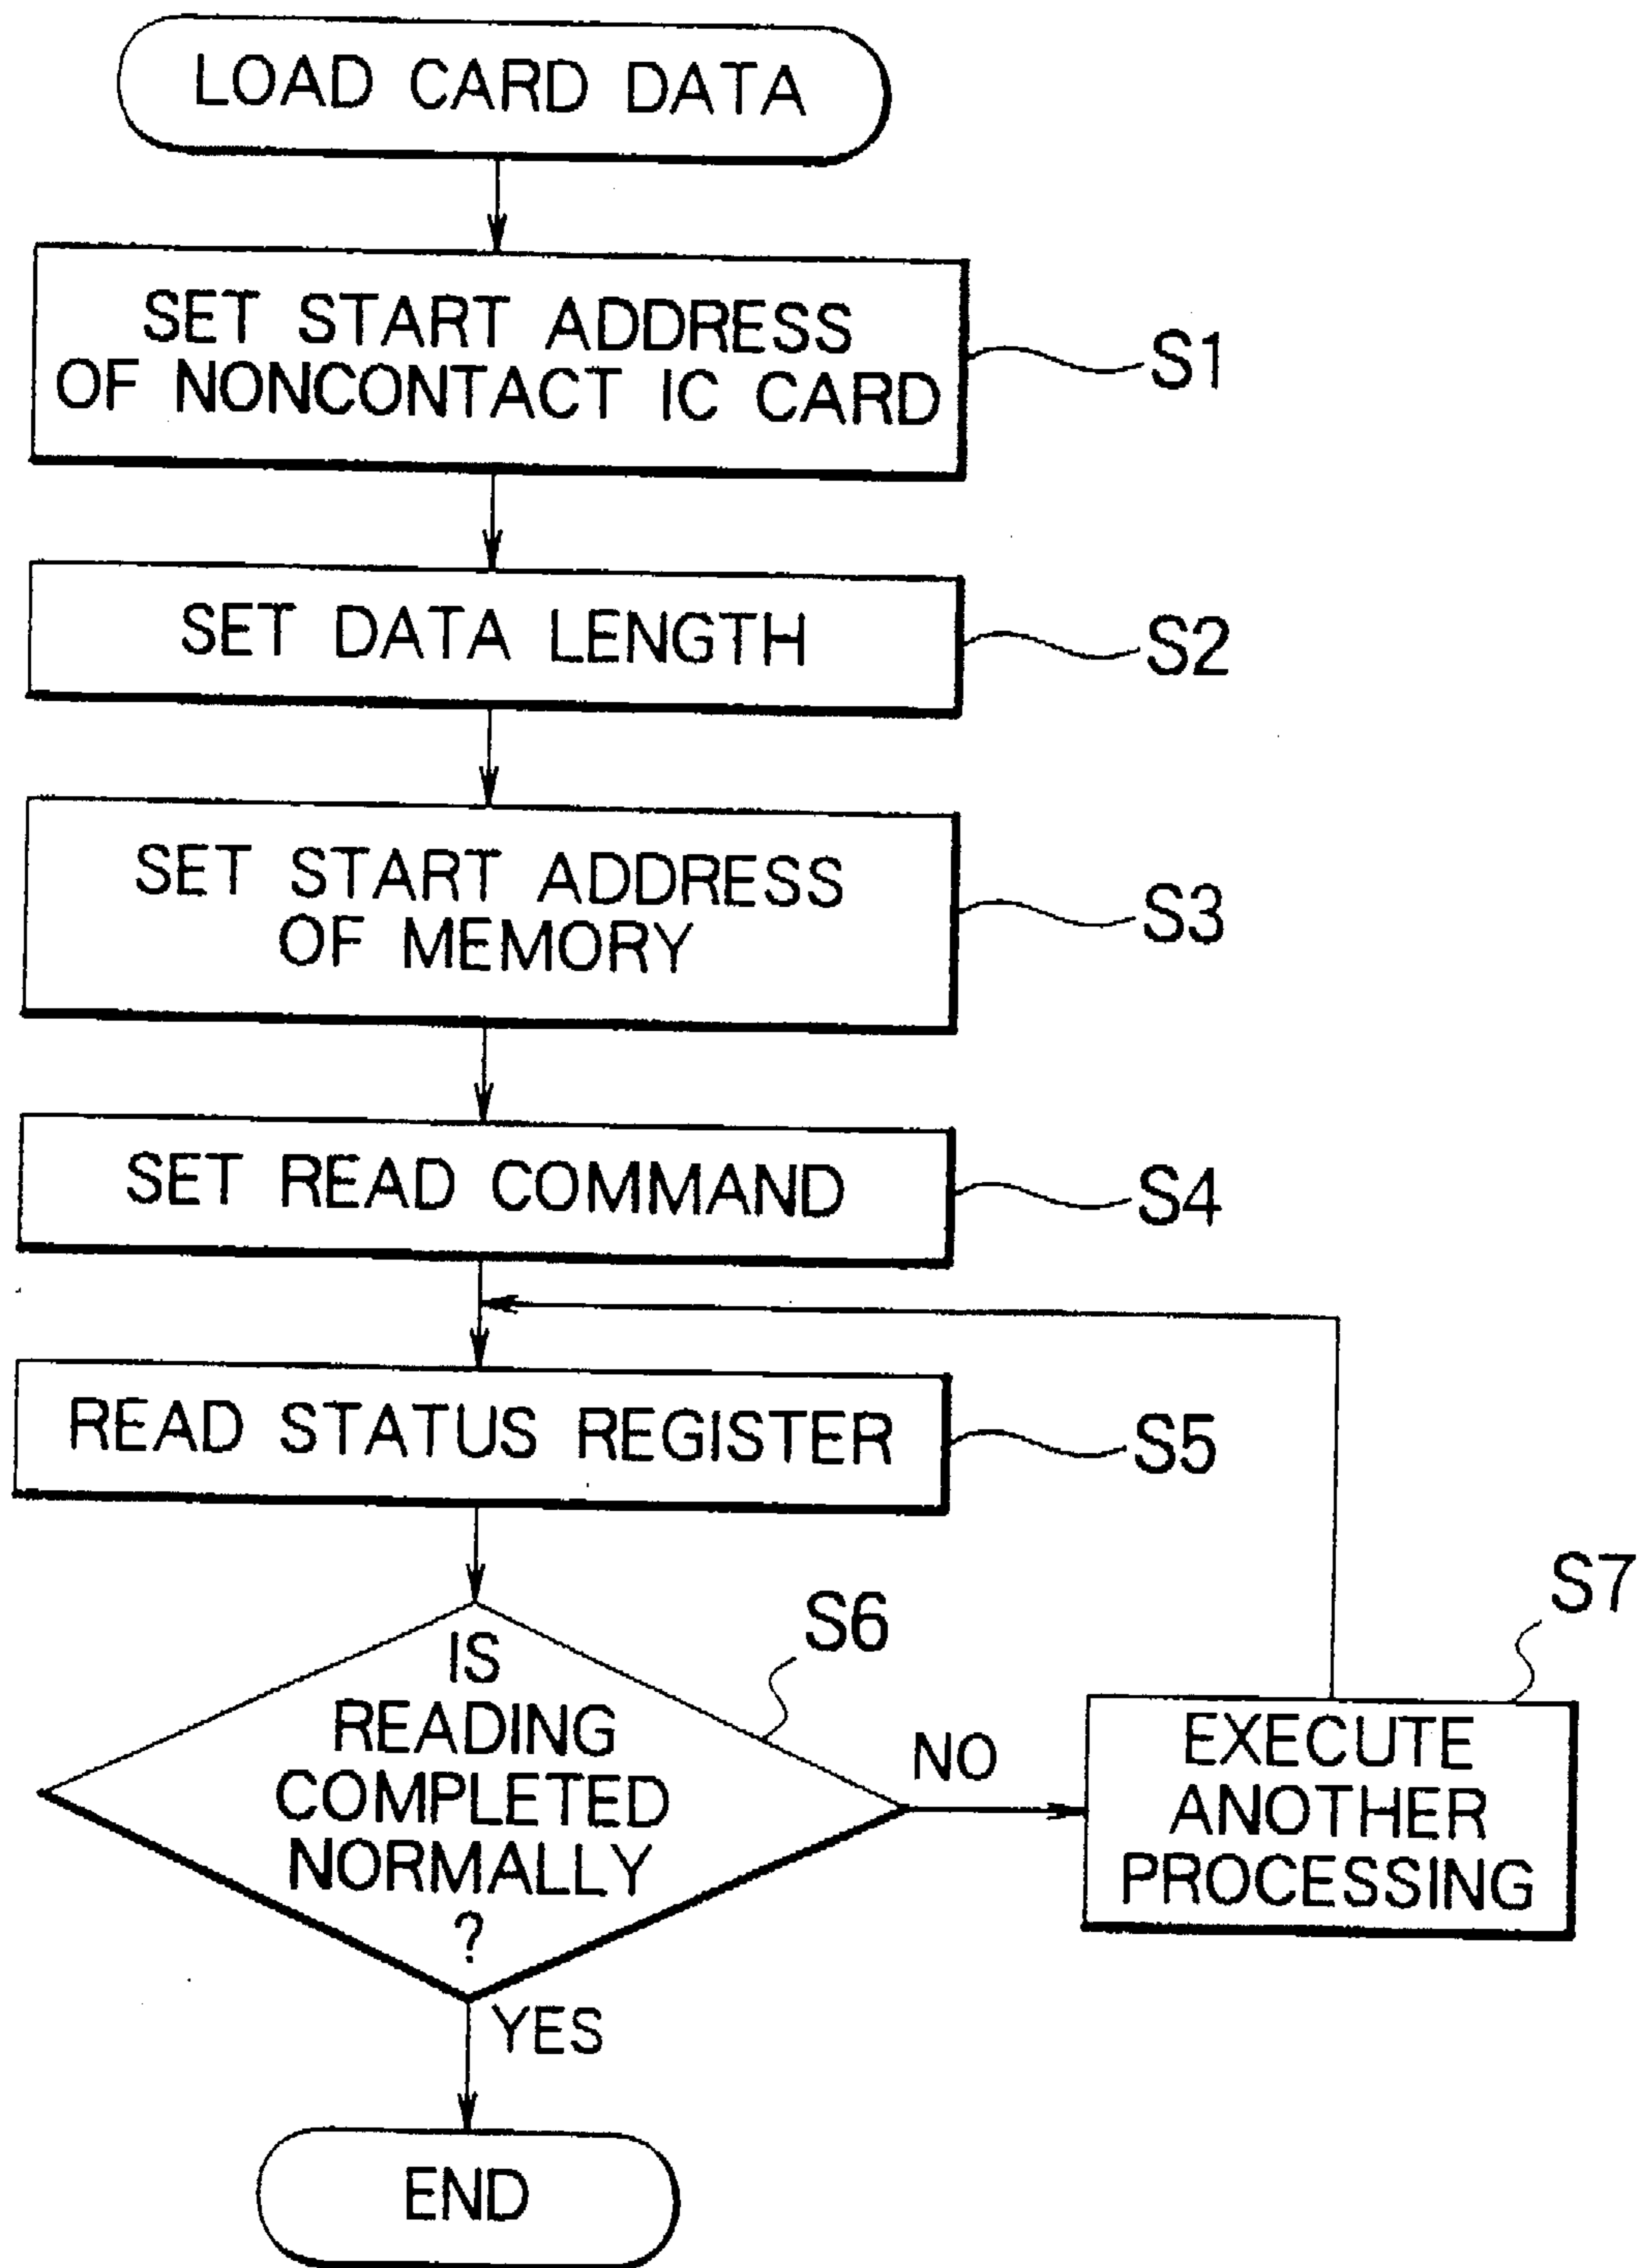 LOAD CARD DATA
SET START ADDRESS
OF NONCONTACT IC CARD
S1
SET DATA LENGTH
S2
SET START ADDRESS
OF MEMORY
S3
SET READ COMMAND
S4
READ STATUS REGISTER
S5
IS
READING
COMPLETED
NORMALLY
?
S6
NO
S7
EXECUTE
ANOTHER
PROCESSING
YES
END